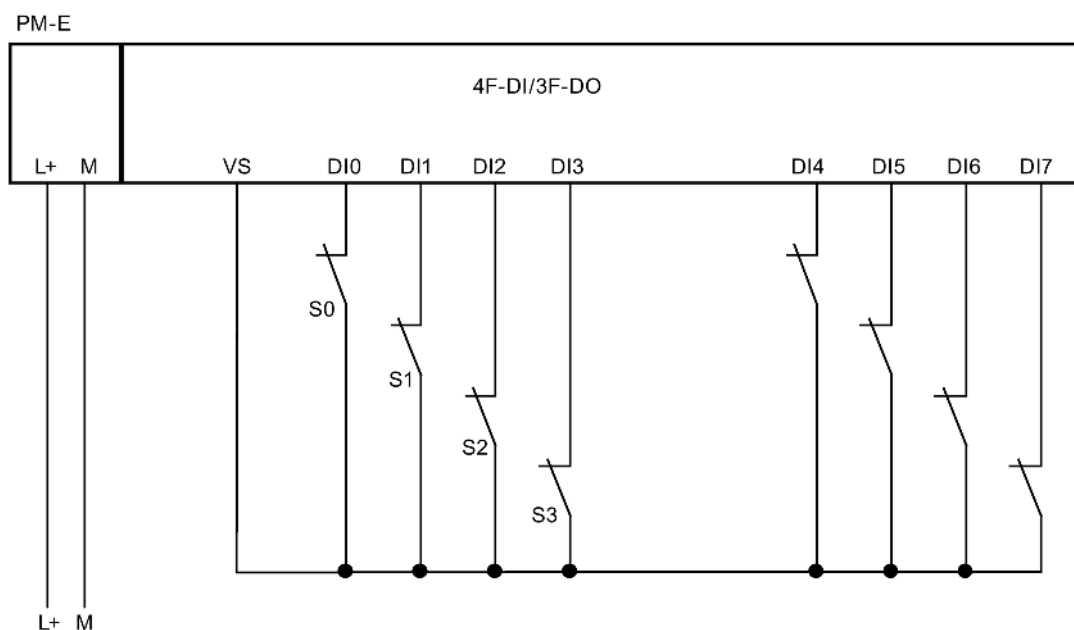 PM-E
4F-DI/3F-DO
L+ M VS DI0 DI1 DI2 DI3 DI4 DI5 DI6 DI7
S0
S1
S2
S3
L+ M